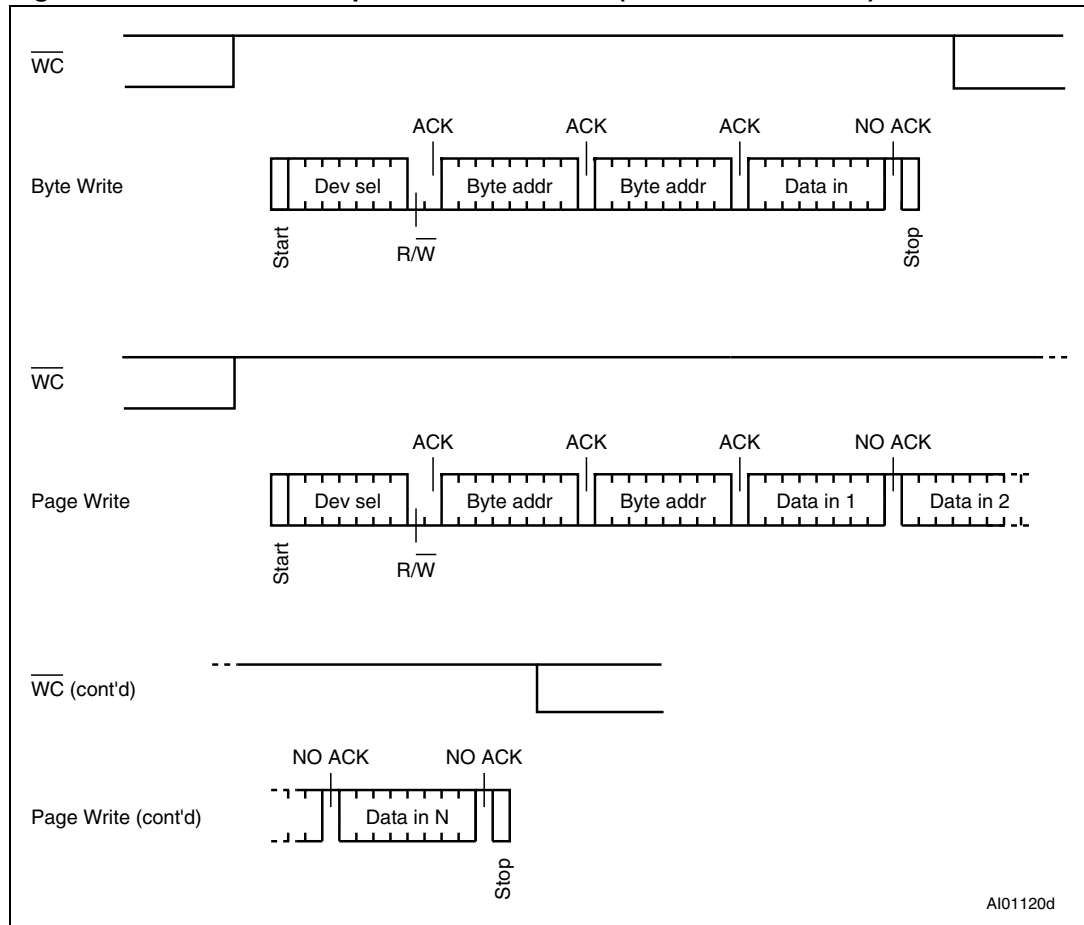 WC
ACK ACK ACK NO ACK
Byte Write Dev sel Byte addr Byte addr Data in
Start R/W Stop
WC
ACK ACK ACK NO ACK
Page Write Dev sel Byte addr Byte addr Data in 1 Data in 2
Start R/W
WC (cont'd)
NO ACK NO ACK
Page Write (cont'd) Data in N
Stop
AI01120d